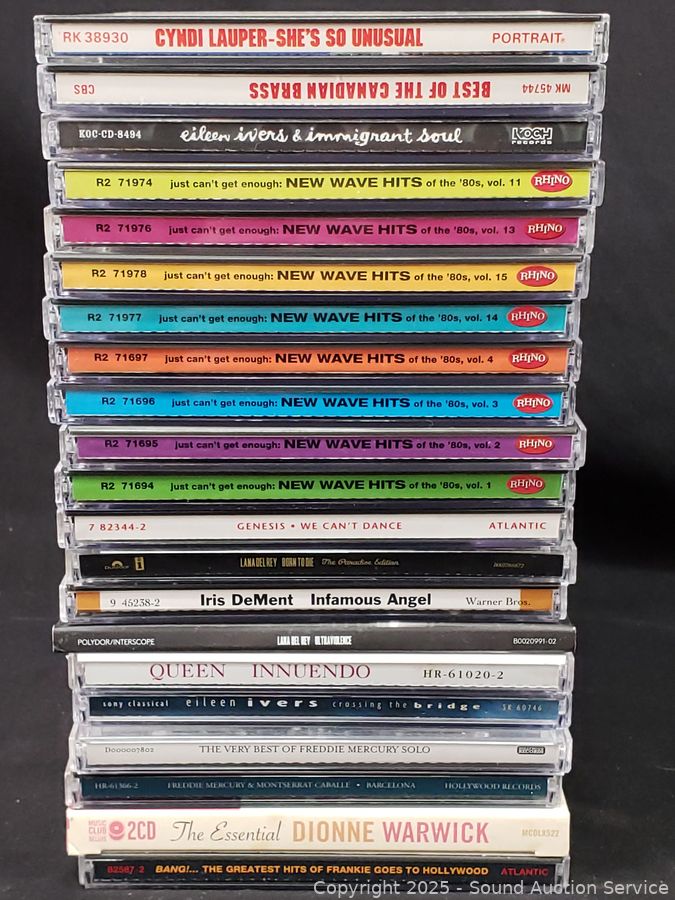 RK 38930 CYNDI LAUPER-SHE'S SO UNUSUAL PORTRAIT®
MK 45744 BEST OF THE CANADIAN BRASS CBS
KOC-CD-8494 eileen ivers & immigrant soul KOCH records
R2 71974 just can't get enough: NEW WAVE HITS of the '80s, vol. 11 RHINO
R2 71976 just can't get enough: NEW WAVE HITS of the '80s, vol. 13 RHINO
R2 71978 just can't get enough: NEW WAVE HITS of the '80s, vol. 15 RHINO
R2 71977 just can't get enough: NEW WAVE HITS of the '80s, vol. 14 RHINO
R2 71697 just can't get enough: NEW WAVE HITS of the '80s, vol. 4 RHINO
R2 71696 just can't get enough: NEW WAVE HITS of the '80s, vol. 3 RHINO
R2 71695 just can't get enough: NEW WAVE HITS of the '80s, vol. 2 RHINO
R2 71694 just can't get enough: NEW WAVE HITS of the '80s, vol. 1 RHINO
7 82344-2 GENESIS • WE CAN'T DANCE ATLANTIC
LANA DEL REY BORN TO DIE The Paradise Edition
9 45238-2 Iris DeMent Infamous Angel Warner Bros.
POLYDOR/INTERSCOPE LANA DEL REY ULTRAVIOLENCE B0020991-02
QUEEN INNUENDO HR-61020-2
sony classical eileen ivers crossing the bridge SK 60746
D000007802 THE VERY BEST OF FREDDIE MERCURY SOLO
HR-61366-2 FREDDIE MERCURY & MONTSERRAT CABALLÉ • BARCELONA HOLLYWOOD RECORDS
MUSIC CLUB DELUXE 2CD The Essential DIONNE WARWICK MCDLX522
82587-2 BANG!... THE GREATEST HITS OF FRANKIE GOES TO HOLLYWOOD ATLANTIC
Copyright 2025 - Sound Auction Service